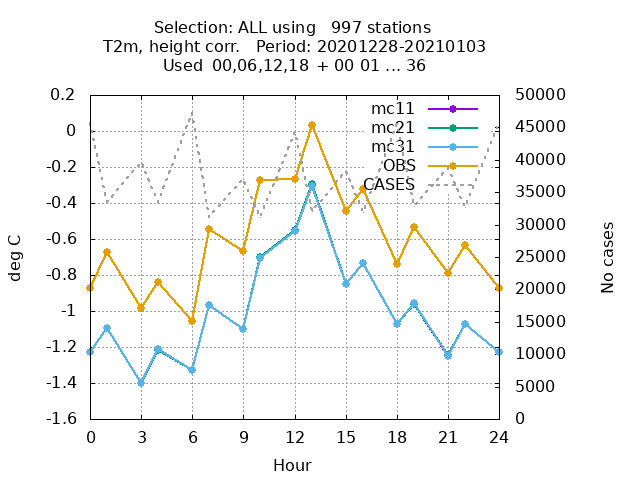 Selection: ALL using   997 stations
T2m, height corr.   Period: 20201228-20210103
Used  00,06,12,18  + 00 01 ... 36
0.2
0
-0.2
-0.4
-0.6
-0.8
-1
-1.2
-1.4
-1.6
deg C
mc11
mc21
mc31
OBS
CASES
50000
45000
40000
35000
30000
25000
20000
15000
10000
5000
0
No cases
0 3 6 9 12 15 18 21 24
Hour